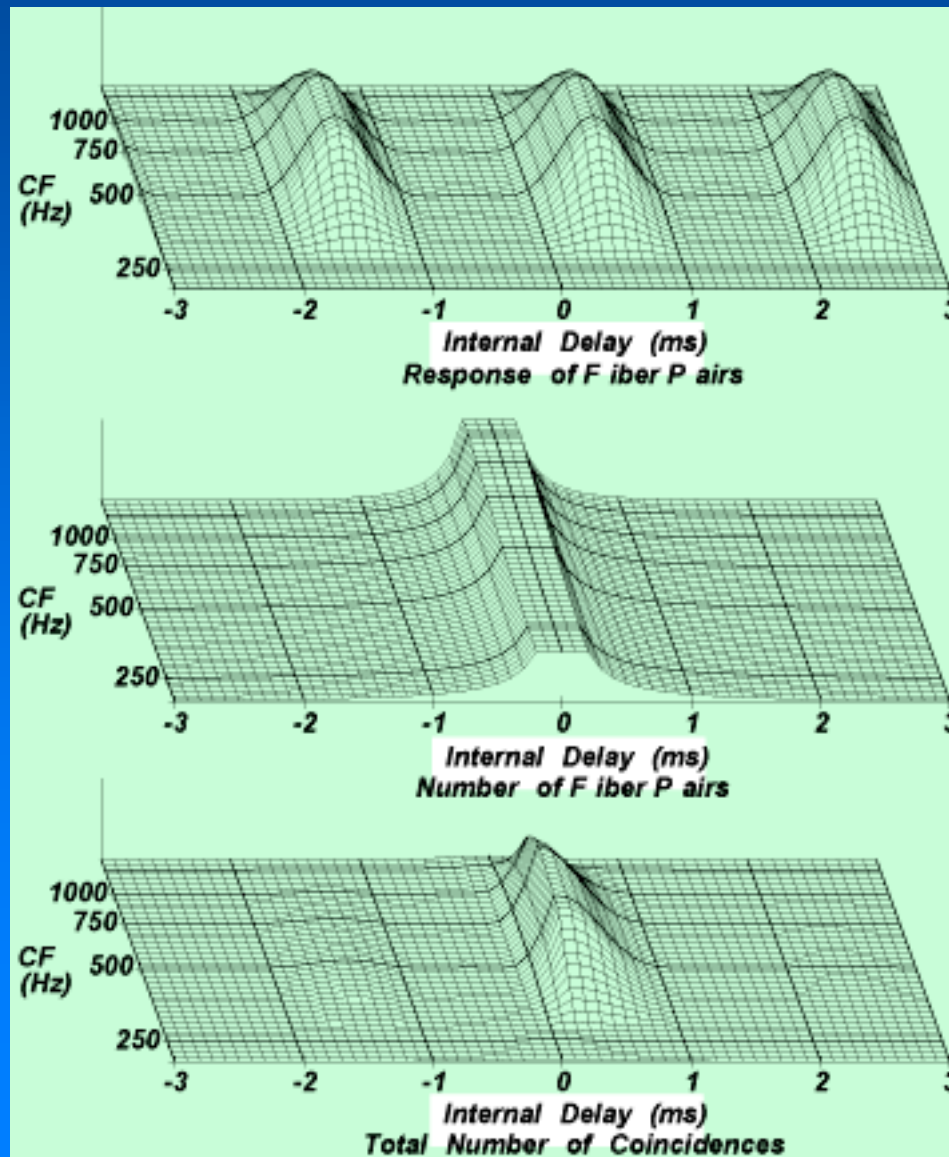 1000
750
CF
500
(Hz)
250
-3 -2 -1 0 1 2 3
Internal Delay (ms)
Response of F iber P airs
1000
750
CF
500
(Hz)
250
-3 -2 -1 0 1 2 3
Internal Delay (ms)
Number of F iber P airs
1000
750
CF
500
(Hz)
250
-3 -2 -1 0 1 2 3
Internal Delay (ms)
Total Number of Coincidences